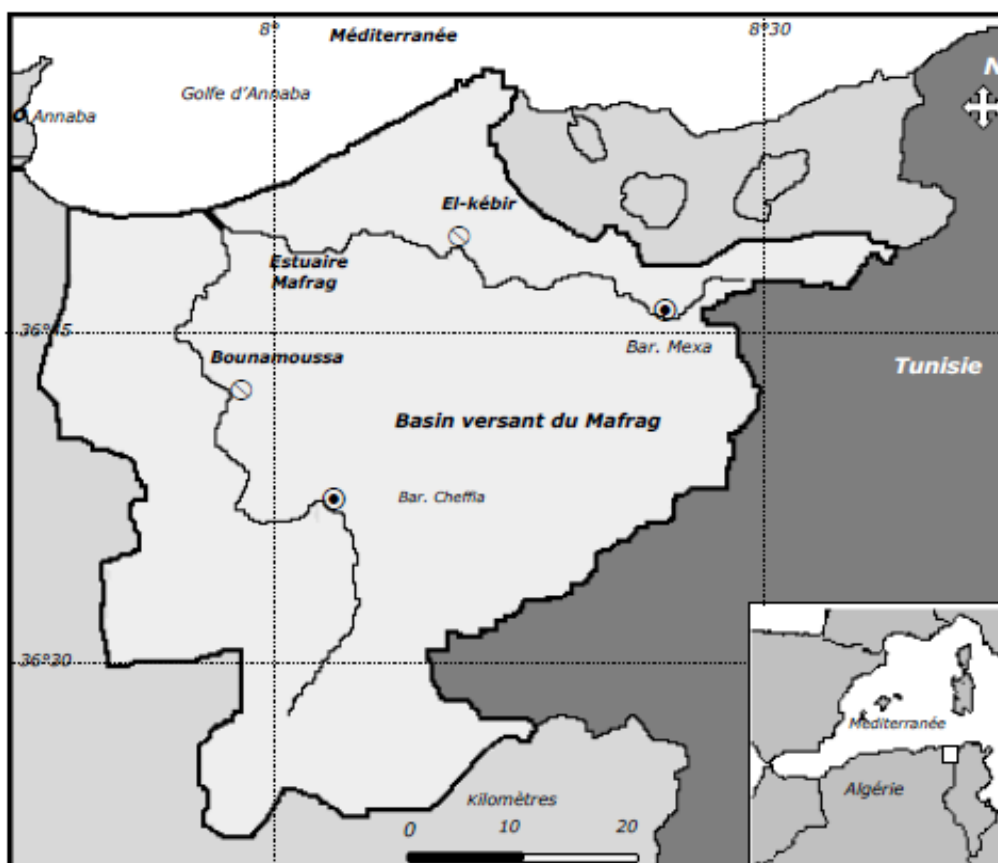 8°
8°30
Méditerranée
N
Golfe d'Annaba
Annaba
El-kébir
Estuaire
Mafrag
36°45
Bar. Mexa
Bounamoussa
Tunisie
Basin versant du Mafrag
Bar. Cheffia
36°30
Méditerranée
Algérie
Kilomètres
0
10
20